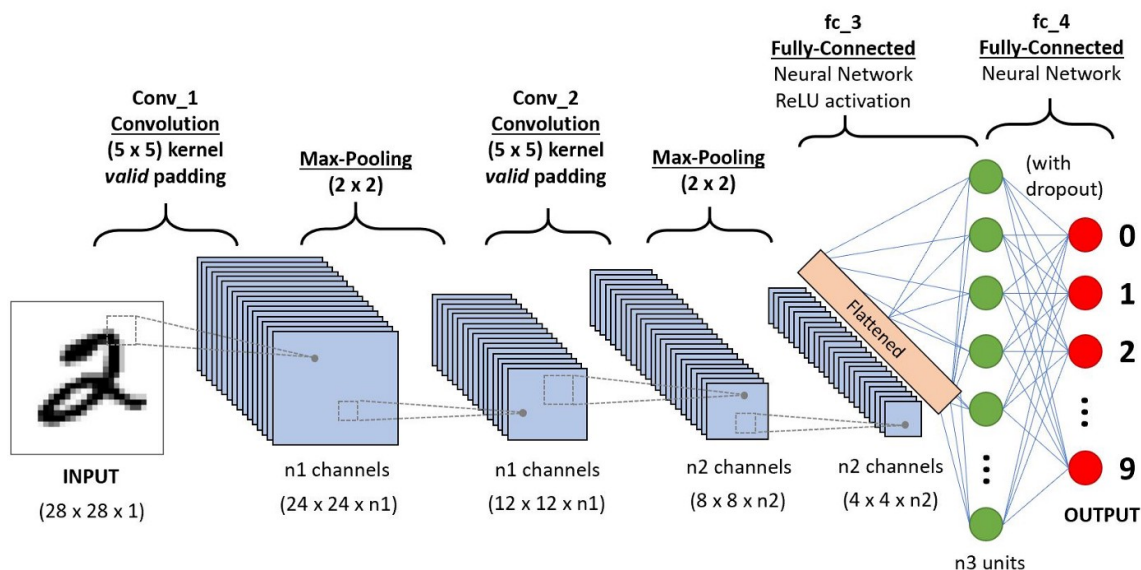 fc_3
Fully-Connected
Neural Network
ReLU activation
fc_4
Fully-Connected
Neural Network
Conv_1
Convolution
(5 x 5) kernel
valid padding
Max-Pooling
(2 x 2)
Conv_2
Convolution
(5 x 5) kernel
valid padding
Max-Pooling
(2 x 2)
(with
dropout)
Flattened
0
1
2
9
INPUT
(28 x 28 x 1)
n1 channels
(24 x 24 x n1)
n1 channels
(12 x 12 x n1)
n2 channels
(8 x 8 x n2)
n2 channels
(4 x 4 x n2)
n3 units
OUTPUT
2